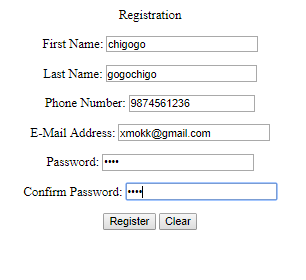 Registration
First Name: chigogo
Last Name: gogochigo
Phone Number: 9874561236
E-Mail Address: xmokk@gmail.com
Password: ••••
Confirm Password: ••••
Register Clear